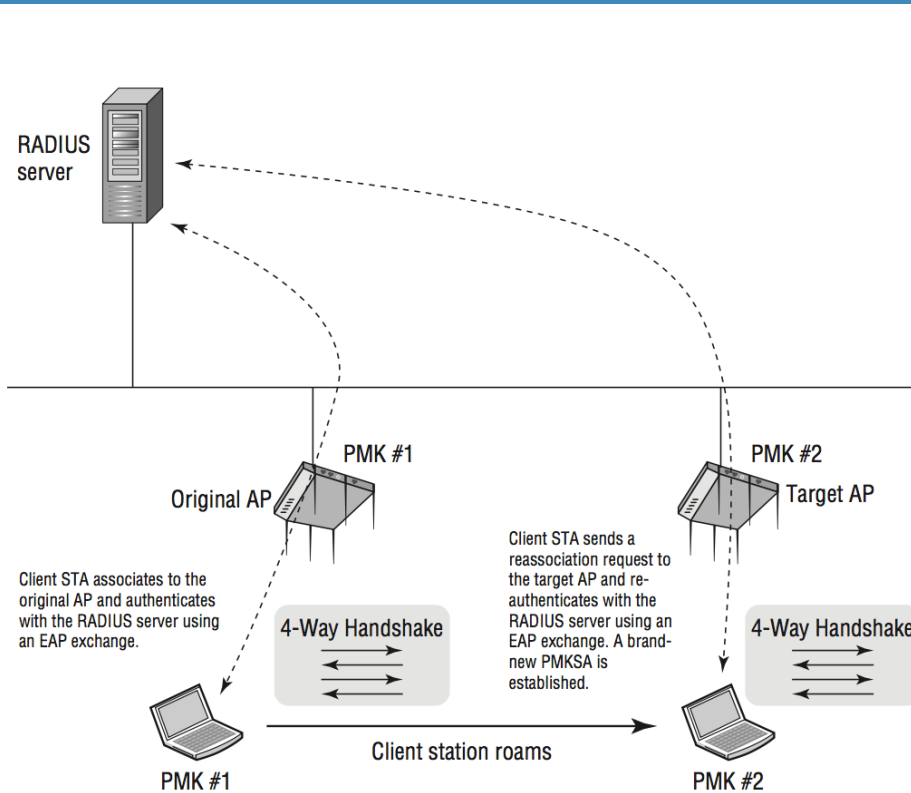 RADIUS
server
PMK #1
PMK #2
Original AP
Target AP
Client STA associates to the
original AP and authenticates
with the RADIUS server using
an EAP exchange.
Client STA sends a
reassociation request to
the target AP and re-
authenticates with the
RADIUS server using an
EAP exchange. A brand-
new PMKSA is
established.
4-Way Handshake
4-Way Handshake
Client station roams
PMK #1
PMK #2